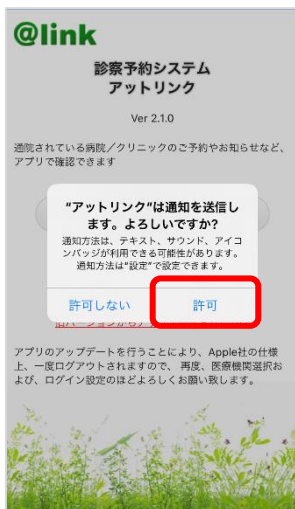 @link
診察予約システム
アットリンク
Ver 2.1.0
通院されている病院／クリニックのご予約やお知らせなど、
アプリで確認できます
"アットリンク"は通知を送信し
ます。よろしいですか?
通知方法は、テキスト、サウンド、アイコ
ンバッジが利用できる可能性があります。
通知方法は"設定"で設定できます。
許可しない
許可
旧バージョンから
アプリのアップデートを行うことにより、Apple社の仕様
上、一度ログアウトされますので、 再度、医療機関選択お
よび、ログイン設定のほどよろしくお願い致します。